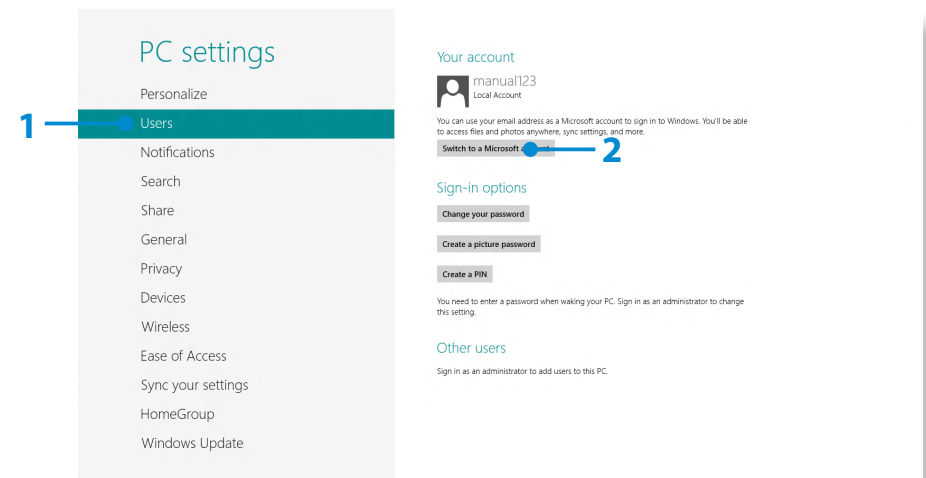 PC settings
Personalize
1
Users
Notifications
Search
Share
General
Privacy
Devices
Wireless
Ease of Access
Sync your settings
HomeGroup
Windows Update
Your account
manual123
Local Account
You can use your email address as a Microsoft account to sign in to Windows. You'll be able
to access files and photos anywhere, sync settings, and more.
Switch to a Microsoft account
2
Sign-in options
Change your password
Create a picture password
Create a PIN
You need to enter a password when waking your PC. Sign in as an administrator to change
this setting.
Other users
Sign in as an administrator to add users to this PC.